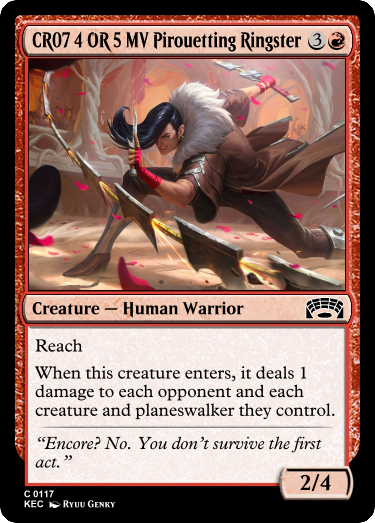 CR07 4 OR 5 MV Pirouetting Ringster 3
Creature — Human Warrior
Reach
When this creature enters, it deals 1
damage to each opponent and each
creature and planeswalker they control.
“Encore? No. You don’t survive the first
act.”
2/4
C 0117
KEC Ryuu Genky